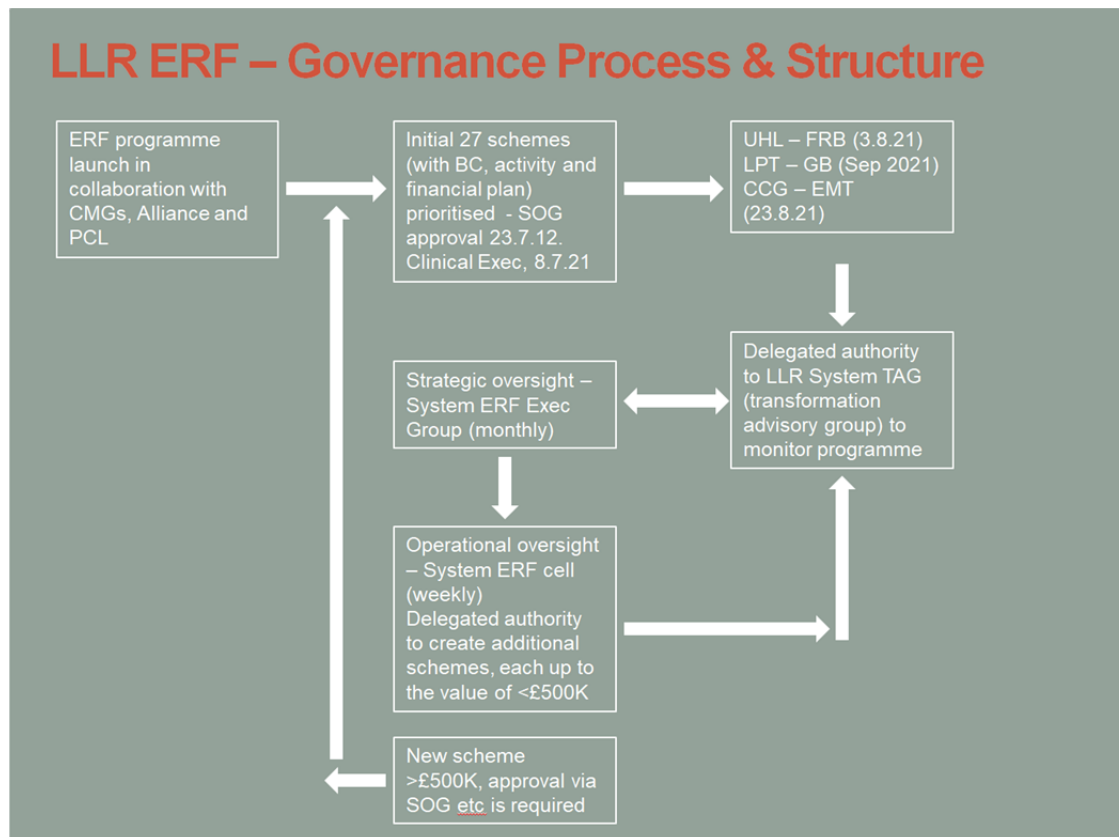 LLR ERF – Governance Process & Structure
ERF programme
launch in
collaboration with
CMGs, Alliance and
PCL
Initial 27 schemes
(with BC, activity and
financial plan)
prioritised - SOG
approval 23.7.12.
Clinical Exec, 8.7.21
UHL – FRB (3.8.21)
LPT – GB (Sep 2021)
CCG – EMT
(23.8.21)
Strategic oversight –
System ERF Exec
Group (monthly)
Delegated authority
to LLR System TAG
(transformation
advisory group) to
monitor programme
Operational oversight
– System ERF cell
(weekly)
Delegated authority
to create additional
schemes, each up to
the value of <£500K
New scheme
>£500K, approval via
SOG etc is required